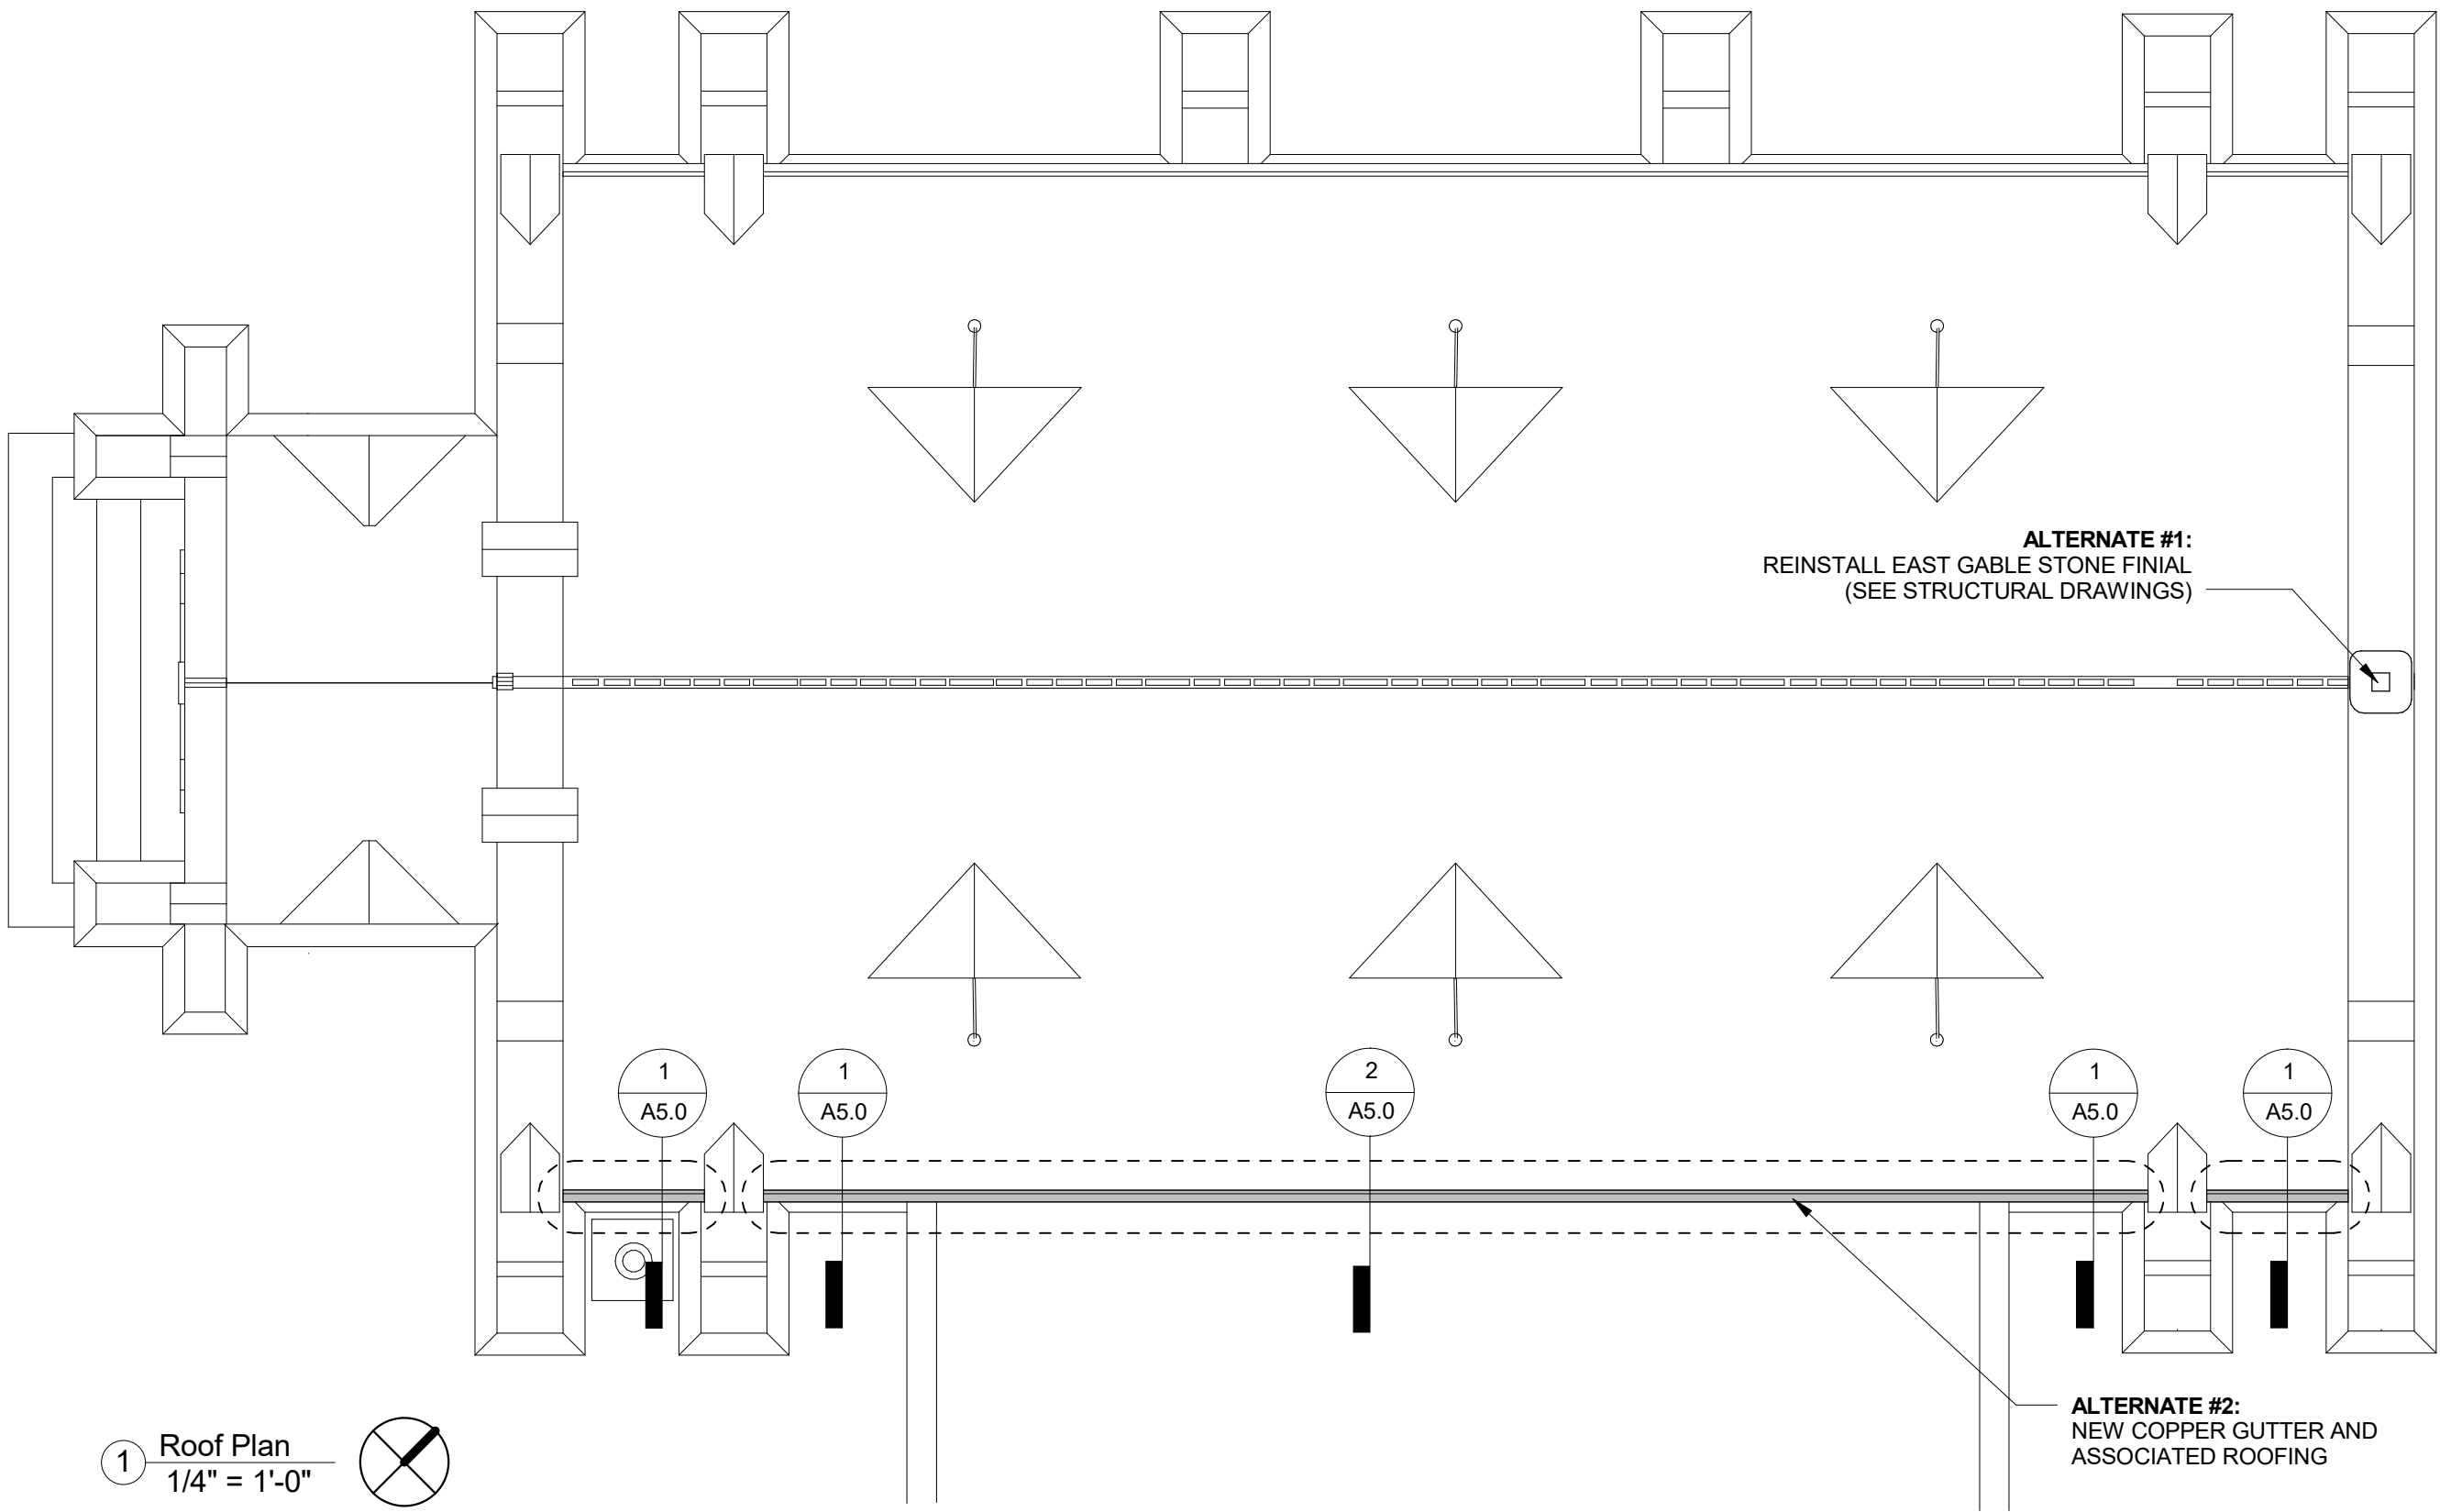 ALTERNATE #1:
REINSTALL EAST GABLE STONE FINIAL
(SEE STRUCTURAL DRAWINGS)
1
A5.0
1
A5.0
2
A5.0
1
A5.0
1
A5.0
ALTERNATE #2:
NEW COPPER GUTTER AND
ASSOCIATED ROOFING
1
Roof Plan
1/4" = 1'-0"